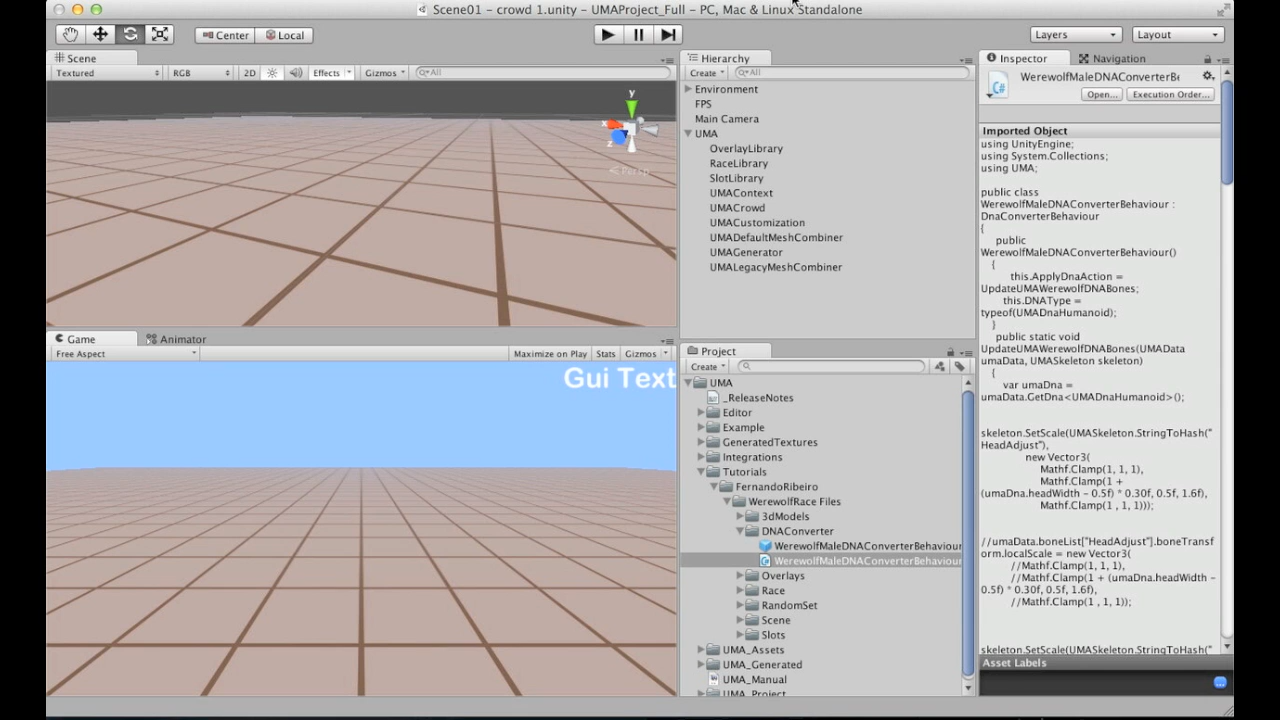 Scene01 - crowd 1.unity - UMAProject_Full - PC, Mac & Linux Standalone
Center
Local
Layers
Layout
Scene
Textured
RGB
2D
Effects
Gizmos
All
y
x
z
Persp
Game
Animator
Free Aspect
Maximize on Play
Stats
Gizmos
Gui Text
Hierarchy
Create
All
Environment
FPS
Main Camera
UMA
OverlayLibrary
RaceLibrary
SlotLibrary
UMAContext
UMACrowd
UMACustomization
UMADefaultMeshCombiner
UMAGenerator
UMALegacyMeshCombiner
Project
Create
UMA
_ReleaseNotes
Editor
Example
GeneratedTextures
Integrations
Tutorials
FernandoRibeiro
WerewolfRace Files
3dModels
DNAConverter
WerewolfMaleDNAConverterBehaviour
WerewolfMaleDNAConverterBehaviour
Overlays
Race
RandomSet
Scene
Slots
UMA_Assets
UMA_Generated
UMA_Manual
UMA_Project
Inspector
Navigation
C#
WerewolfMaleDNAConverterBe
Open...
Execution Order...
Imported Object
using UnityEngine;
using System.Collections;
using UMA;
public class
WerewolfMaleDNAConverterBehaviour :
DnaConverterBehaviour
{
public
WerewolfMaleDNAConverterBehaviour()
{
this.ApplyDnaAction =
UpdateUMAWerewolfDNABones;
this.DNAType =
typeof(UMADnaHumanoid);
}
public static void
UpdateUMAWerewolfDNABones(UMAData
umaData, UMASkeleton skeleton)
{
var umaDna =
umaData.GetDna<UMADnaHumanoid>();
skeleton.SetScale(UMASkeleton.StringToHash("
HeadAdjust"),
new Vector3(
Mathf.Clamp(1, 1, 1),
Mathf.Clamp(1 +
(umaDna.headWidth - 0.5f) * 0.30f, 0.5f, 1.6f),
Mathf.Clamp(1 , 1, 1)));
//umaData.boneList["HeadAdjust"].boneTransf
orm.localScale = new Vector3(
//Mathf.Clamp(1, 1, 1),
//Mathf.Clamp(1 + (umaDna.headWidth -
0.5f) * 0.30f, 0.5f, 1.6f),
//Mathf.Clamp(1 , 1, 1));
skeleton.SetScale(UMASkeleton.StringToHash("
Asset Labels